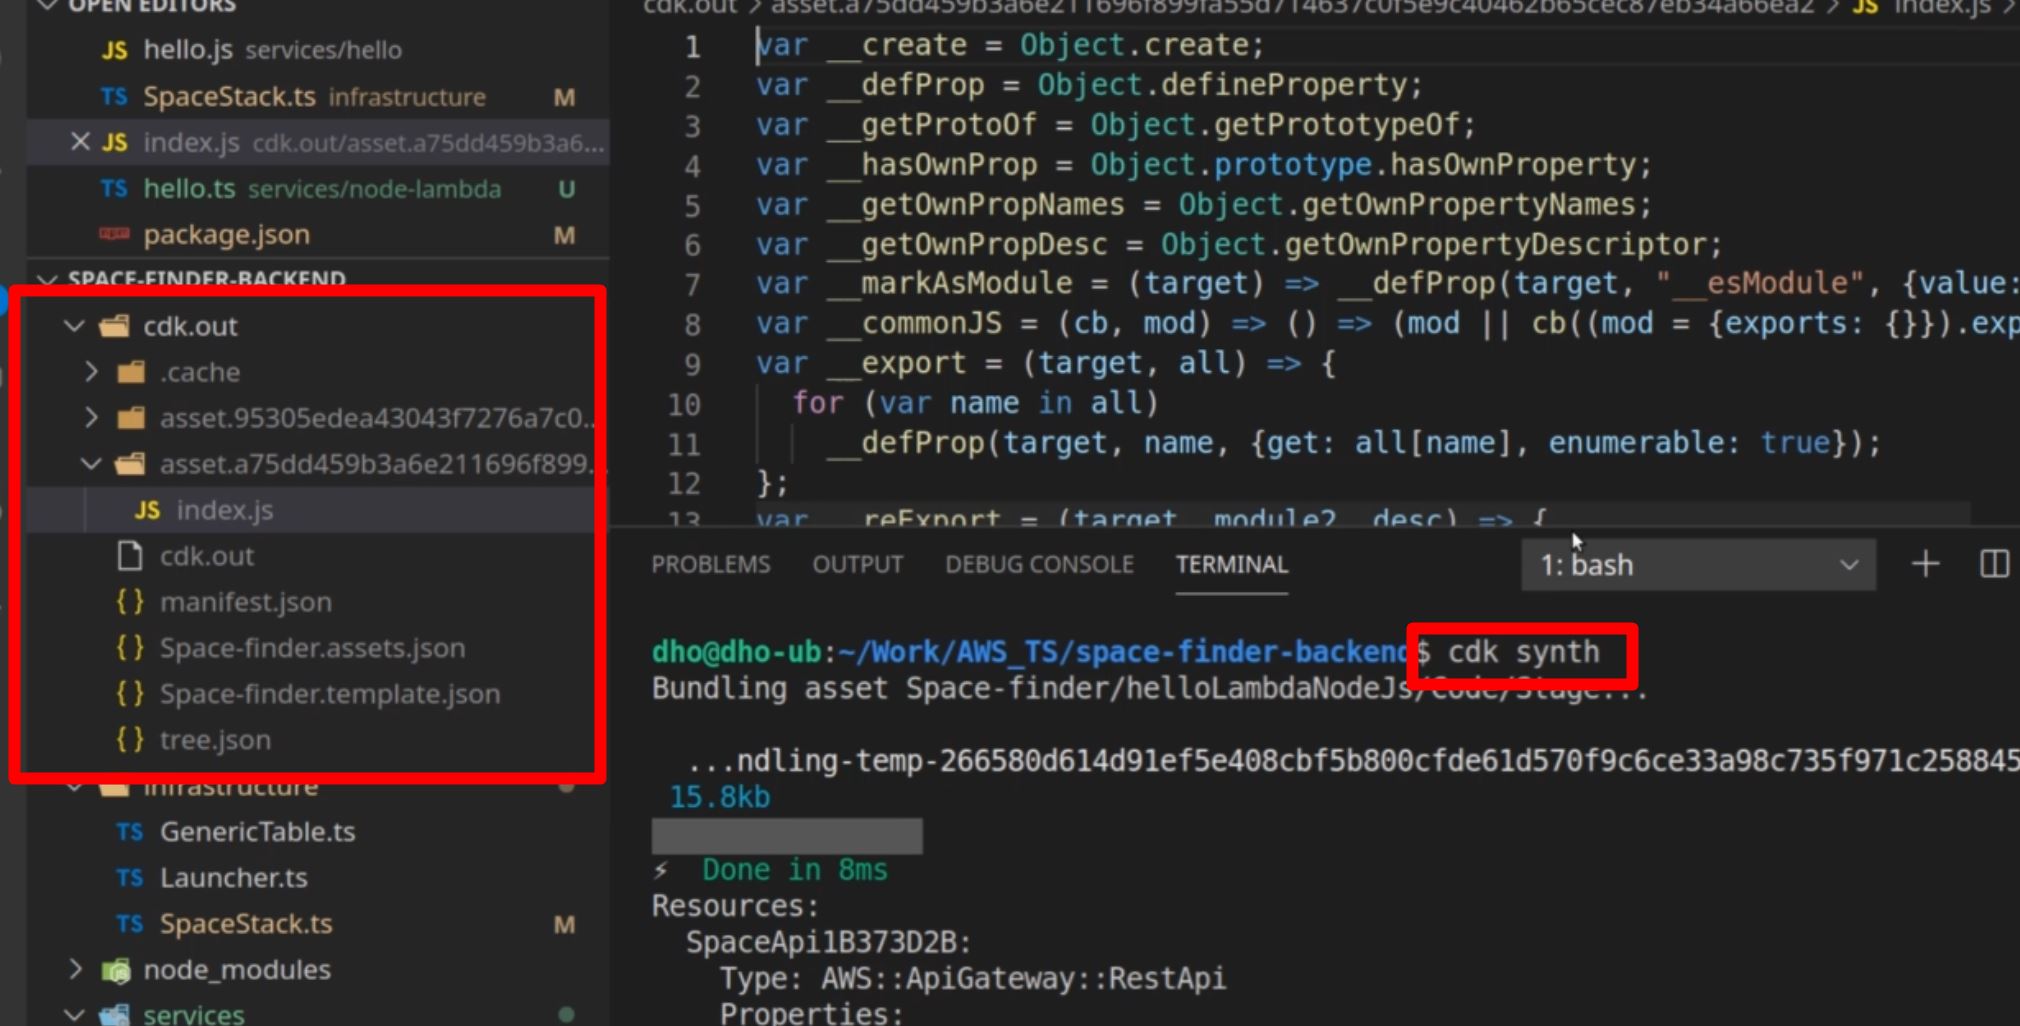 OPEN EDITORS
JS hello.js services/hello
TS SpaceStack.ts infrastructure M
JS index.js cdk.out/asset.a75dd459b3a6...
TS hello.ts services/node-lambda U
package.json M
SPACE-FINDER-BACKEND
cdk.out
.cache
asset.95305edea43043f7276a7c0..
asset.a75dd459b3a6e211696f899...
JS index.js
cdk.out
{} manifest.json
{} Space-finder.assets.json
{} Space-finder.template.json
{} tree.json
infrastructure
TS GenericTable.ts
TS Launcher.ts
TS SpaceStack.ts M
node_modules
services
cdk.out > asset.a75dd459b3a6e211696f899fa55d714637c0f5e9c40462b65cec87eb34a66ea2 > JS index.js >
1 var __create = Object.create;
2 var __defProp = Object.defineProperty;
3 var __getProtoOf = Object.getPrototypeOf;
4 var __hasOwnProp = Object.prototype.hasOwnProperty;
5 var __getOwnPropNames = Object.getOwnPropertyNames;
6 var __getOwnPropDesc = Object.getOwnPropertyDescriptor;
7 var __markAsModule = (target) => __defProp(target, "__esModule", {value:
8 var __commonJS = (cb, mod) => () => (mod || cb((mod = {exports: {}}).exp
9 var __export = (target, all) => {
10 for (var name in all)
11 __defProp(target, name, {get: all[name], enumerable: true});
12 };
13 var __reExport = (target, module2, desc) => {
PROBLEMS OUTPUT DEBUG CONSOLE TERMINAL 1: bash
dho@dho-ub:~/Work/AWS_TS/space-finder-backend$ cdk synth
Bundling asset Space-finder/helloLambdaNodeJs/Code/Stage...
...ndling-temp-266580d614d91ef5e408cbf5b800cfde61d570f9c6ce33a98c735f971c258845
15.8kb
⚡ Done in 8ms
Resources:
SpaceApi1B373D2B:
Type: AWS::ApiGateway::RestApi
Properties: